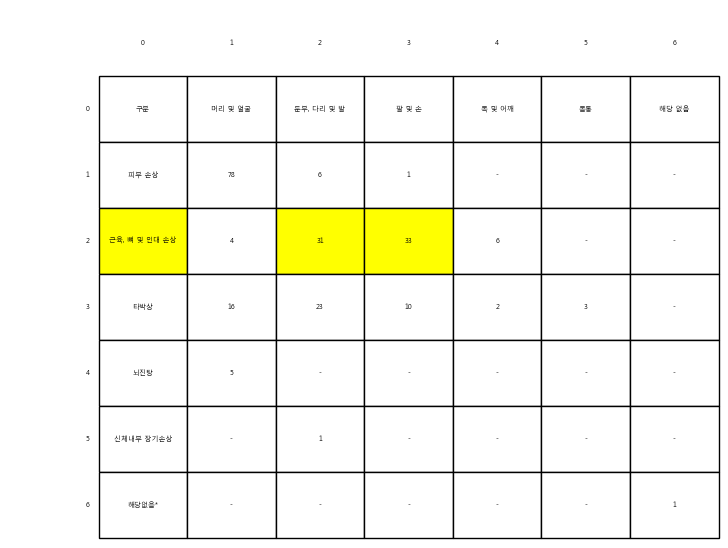 0 1 2 3 4 5 6
0 구분 머리 및 얼굴 둔부, 다리 및 발 팔 및 손 목 및 어깨 몸통 해당 없음
1 피부 손상 78 6 1 - - -
2 근육, 뼈 및 인대 손상 4 31 33 6 - -
3 타박상 16 23 10 2 3 -
4 뇌진탕 5 - - - - -
5 신체내부 장기손상 - 1 - - - -
6 해당없음* - - - - - 1